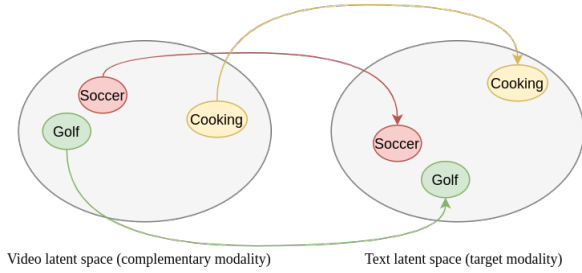 Soccer
Golf
Cooking
Cooking
Soccer
Golf
Video latent space (complementary modality)
Text latent space (target modality)